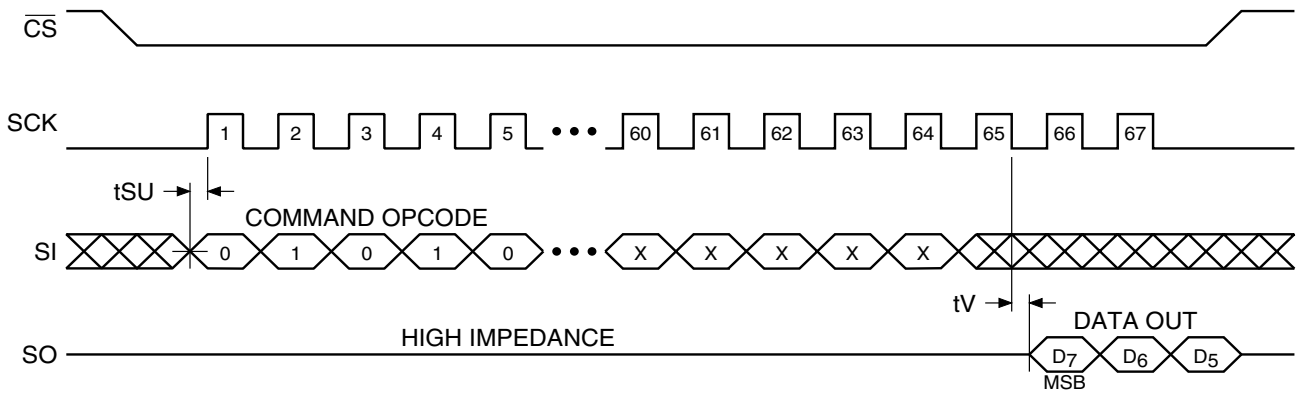 CS
SCK
1 2 3 4 5 ••• 60 61 62 63 64 65 66 67
tSU
COMMAND OPCODE
SI
0 1 0 1 0 ••• X X X X X
tV
HIGH IMPEDANCE
DATA OUT
SO
D7 D6 D5
MSB